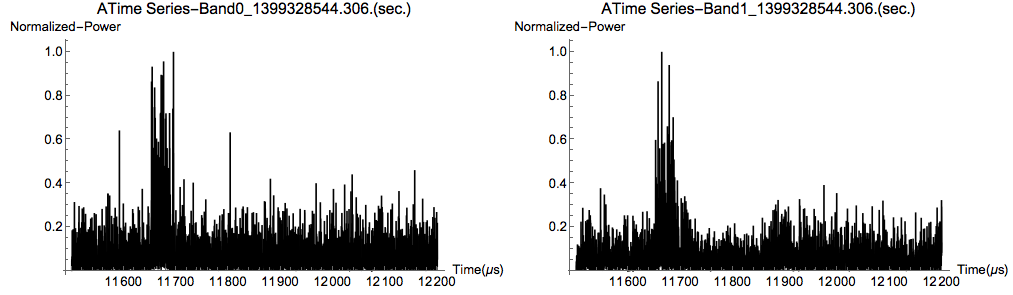 ATime Series-Band0_1399328544.306.(sec.)
Normalized-Power
1.0
0.8
0.6
0.4
0.2
11600 11700 11800 11900 12000 12100 12200
Time(μs)
ATime Series-Band1_1399328544.306.(sec.)
Normalized-Power
1.0
0.8
0.6
0.4
0.2
11600 11700 11800 11900 12000 12100 12200
Time(μs)